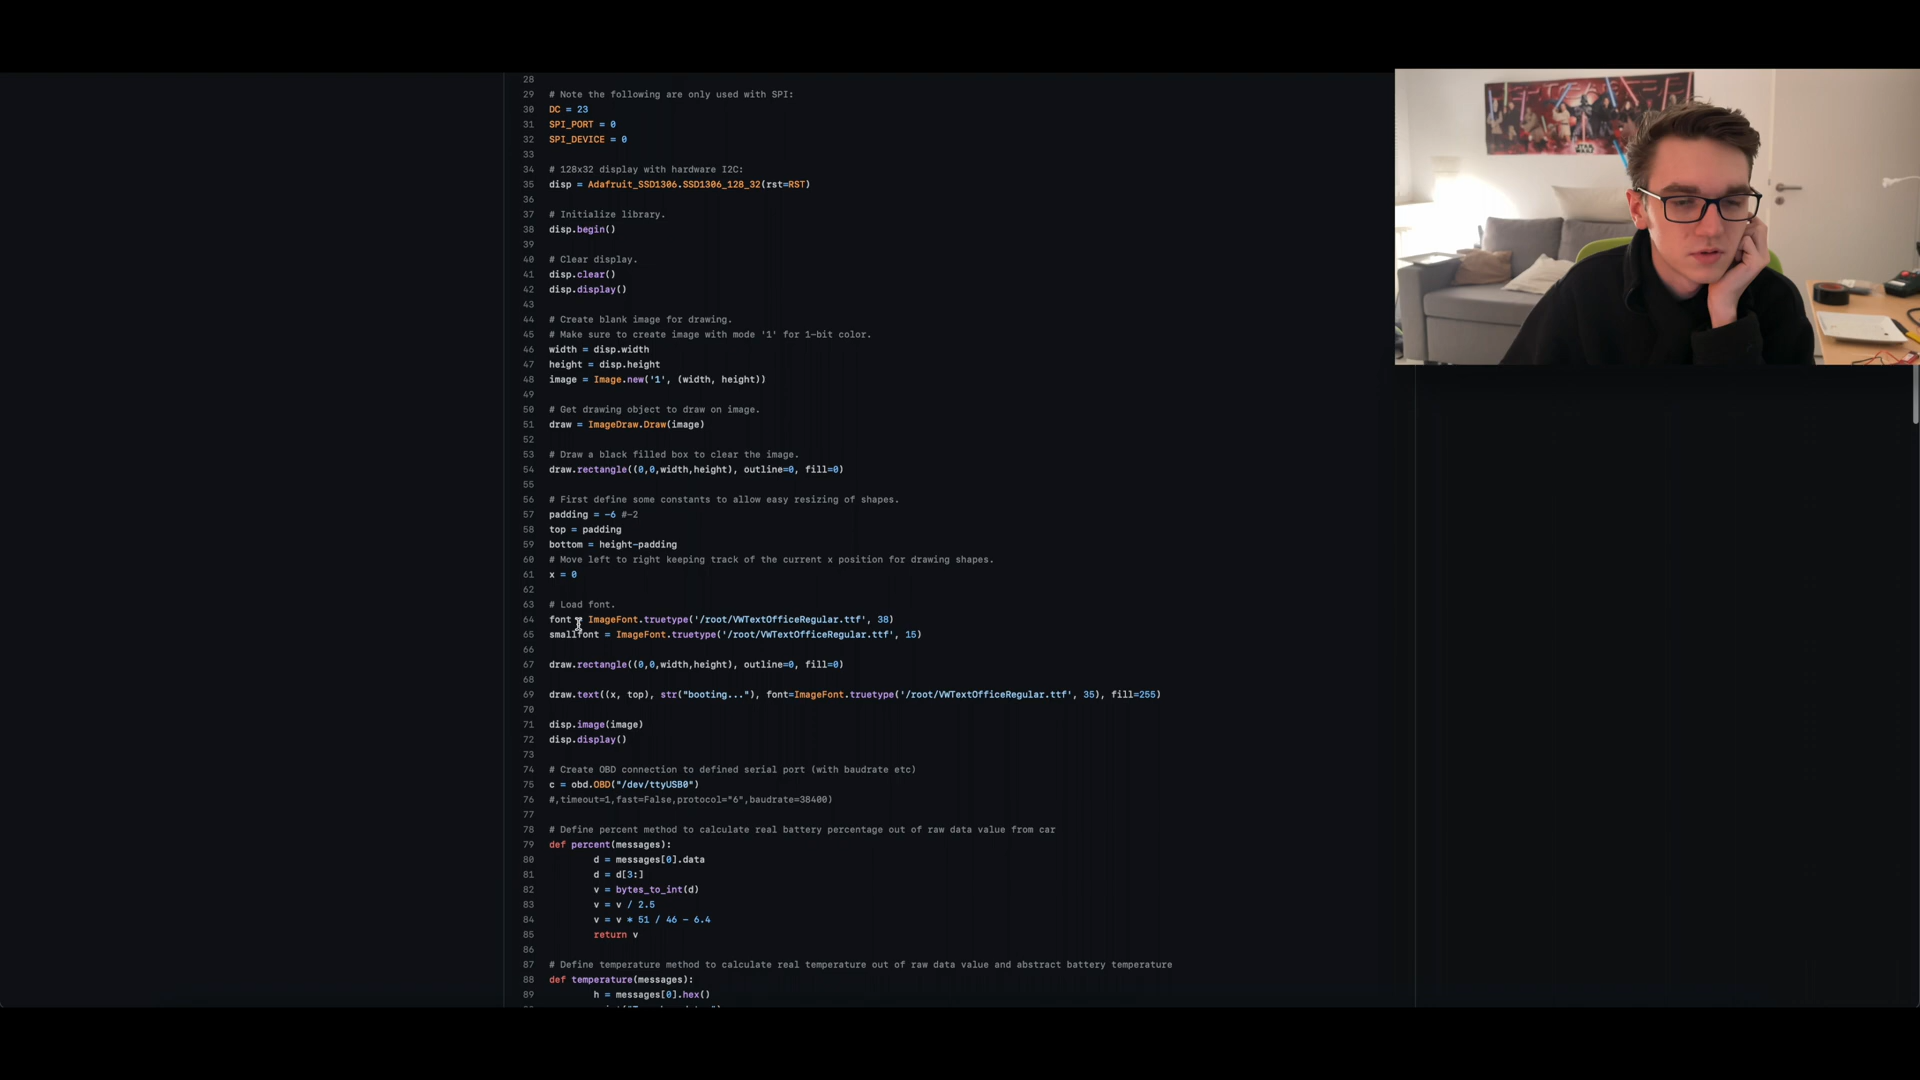 28
29 # Note the following are only used with SPI:
30 DC = 23
31 SPI_PORT = 0
32 SPI_DEVICE = 0
33
34 # 128x32 display with hardware I2C:
35 disp = Adafruit_SSD1306.SSD1306_128_32(rst=RST)
36
37 # Initialize library.
38 disp.begin()
39
40 # Clear display.
41 disp.clear()
42 disp.display()
43
44 # Create blank image for drawing.
45 # Make sure to create image with mode '1' for 1-bit color.
46 width = disp.width
47 height = disp.height
48 image = Image.new('1', (width, height))
49
50 # Get drawing object to draw on image.
51 draw = ImageDraw.Draw(image)
52
53 # Draw a black filled box to clear the image.
54 draw.rectangle((0,0,width,height), outline=0, fill=0)
55
56 # First define some constants to allow easy resizing of shapes.
57 padding = -6 #-2
58 top = padding
59 bottom = height-padding
60 # Move left to right keeping track of the current x position for drawing shapes.
61 x = 0
62
63 # Load font.
64 font = ImageFont.truetype('/root/VWTextOfficeRegular.ttf', 38)
65 smallfont = ImageFont.truetype('/root/VWTextOfficeRegular.ttf', 15)
66
67 draw.rectangle((0,0,width,height), outline=0, fill=0)
68
69 draw.text((x, top), str("booting..."), font=ImageFont.truetype('/root/VWTextOfficeRegular.ttf', 35), fill=255)
70
71 disp.image(image)
72 disp.display()
73
74 # Create OBD connection to defined serial port (with baudrate etc)
75 c = obd.OBD("/dev/ttyUSB0")
76 #,timeout=1,fast=False,protocol="6",baudrate=38400)
77
78 # Define percent method to calculate real battery percentage out of raw data value from car
79 def percent(messages):
80 d = messages[0].data
81 d = d[3:]
82 v = bytes_to_int(d)
83 v = v / 2.5
84 v = v * 51 / 46 - 6.4
85 return v
86
87 # Define temperature method to calculate real temperature out of raw data value and abstract battery temperature
88 def temperature(messages):
89 h = messages[0].hex()
STAR WARS